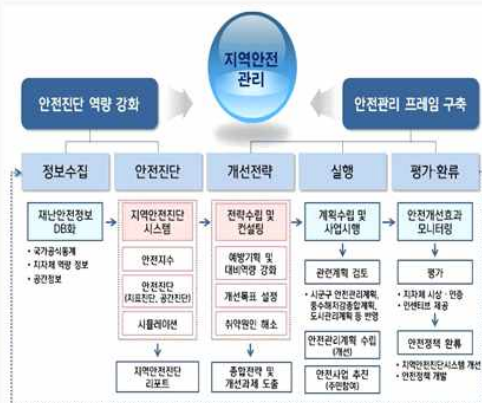 지역안전
관리
안전진단 역량 강화
안전관리 프레임 구축
정보수집
안전진단
개선전략
실행
평가·환류
재난안전정보
DB화
• 국가공식통계
• 지자체 역량 정보
• 공간정보
지역안전진단
시스템
안전지수
안전진단
(지표진단, 공간진단)
시뮬레이션
지역안전진단
리포트
전략수립 및
컨설팅
예방기획 및
대비역량 강화
개선목표 설정
취약원인 해소
종합전략 및
개선과제 도출
계획수립 및
사업시행
관련계획 검토
• 시군구 안전관리계획,
풍수해저감종합계획,
도시관리계획 등 반영
안전관리계획 수립
(개선)
안전사업 추진
(주민참여)
안전개선효과
모니터링
평가
• 지자체 시상·인증
• 인센티브 제공
안전정책 환류
• 지역안전진단시스템 개선
• 안전정책 개발